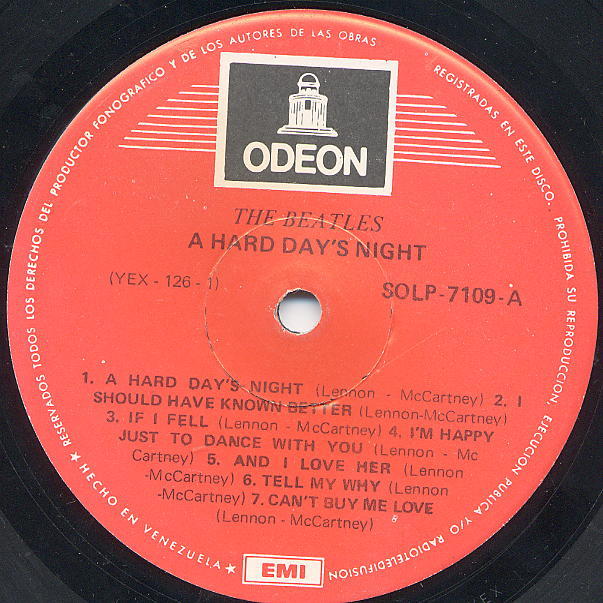 RESERVADOS TODOS LOS DERECHOS DEL PRODUCTOR FONOGRAFICO Y DE LOS AUTORES DE LAS OBRAS REGISTRADAS EN ESTE DISCO. PROHIBIDA SU REPRODUCCION, EJECUCION PUBLICA Y/O RADIOTELEDIFUSION
ODEON
THE BEATLES
A HARD DAY'S NIGHT
(YEX - 126 - 1)
SOLP-7109-A
1. A HARD DAY'S NIGHT (Lennon - McCartney) 2. I
SHOULD HAVE KNOWN BETTER (Lennon-McCartney)
3. IF I FELL (Lennon - McCartney) 4. I'M HAPPY
JUST TO DANCE WITH YOU (Lennon - Mc
Cartney) 5. AND I LOVE HER (Lennon
-McCartney) 6. TELL MY WHY (Lennon
-McCartney) 7. CAN'T BUY ME LOVE
(Lennon - McCartney)
8
★ HECHO EN VENEZUELA ★
EMI